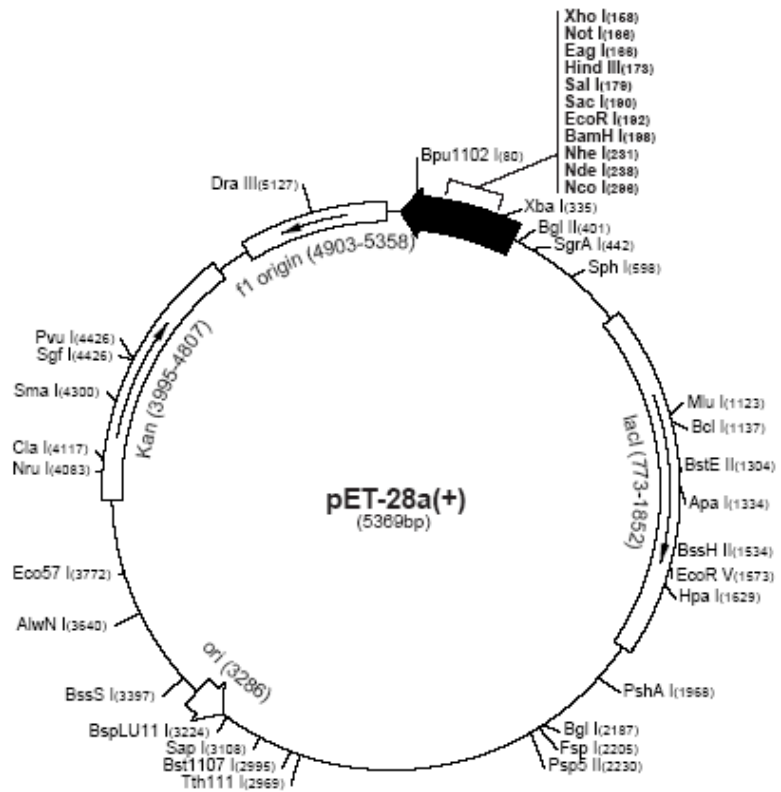 Xho I(158)
Not I(166)
Eag I(166)
Hind III(173)
Sal I(179)
Sac I(190)
EcoR I(192)
BamH I(198)
Nhe I(231)
Nde I(238)
Nco I(296)
Bpu1102 I(80)
Dra III(5127)
Xba I(335)
Bgl II(401)
SgrA I(442)
Sph I(598)
f1 origin (4903-5358)
Pvu I(4426)
Sgf I(4426)
Sma I(4300)
Kan (3995-4807)
Cla I(4117)
Nru I(4083)
Mlu I(1123)
Bcl I(1137)
BstE II(1304)
Apa I(1334)
lacI (773-1852)
pET-28a(+)
(5369bp)
BssH II(1534)
EcoR V(1573)
Hpa I(1629)
Eco57 I(3772)
AlwN I(3640)
ori (3286)
BssS I(3397)
PshA I(1968)
BspLU11 I(3224)
Sap I(3108)
Bst1107 I(2995)
Tth111 I(2969)
Bgl I(2187)
Fsp I(2205)
Psp5 II(2230)